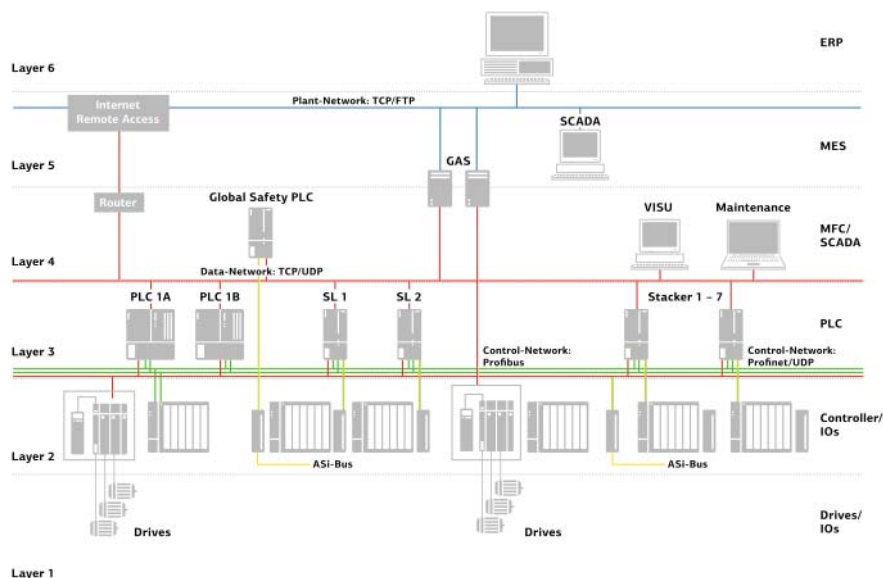 ERP
Layer 6
Internet
Remote Access
Plant-Network: TCP/FTP
SCADA
MES
GAS
Layer 5
Router
Global Safety PLC
VISU
Maintenance
MFC/
SCADA
Layer 4
Data-Network: TCP/UDP
PLC 1A
PLC 1B
SL 1
SL 2
Stacker 1 – 7
PLC
Layer 3
Control-Network:
Profibus
Control-Network:
Profinet/UDP
Controller/
IOs
Layer 2
ASi-Bus
ASi-Bus
Drives
Drives
Drives/
IOs
Layer 1